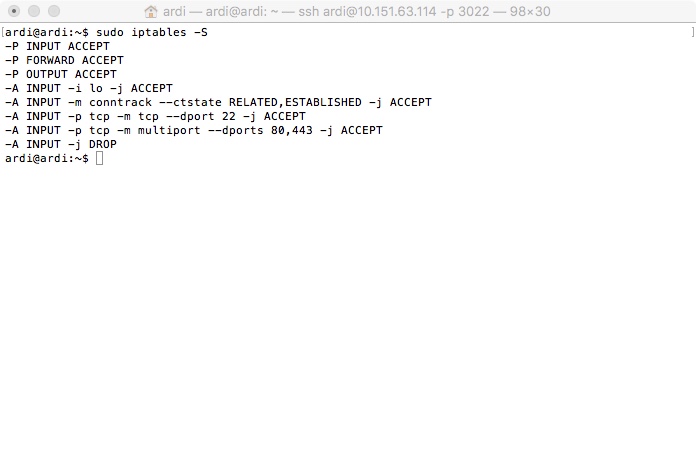 ardi — ardi@ardi: ~ — ssh ardi@10.151.63.114 -p 3022 — 98×30
[ardi@ardi:~$ sudo iptables -S ]
-P INPUT ACCEPT
-P FORWARD ACCEPT
-P OUTPUT ACCEPT
-A INPUT -i lo -j ACCEPT
-A INPUT -m conntrack --ctstate RELATED,ESTABLISHED -j ACCEPT
-A INPUT -p tcp -m tcp --dport 22 -j ACCEPT
-A INPUT -p tcp -m multiport --dports 80,443 -j ACCEPT
-A INPUT -j DROP
ardi@ardi:~$